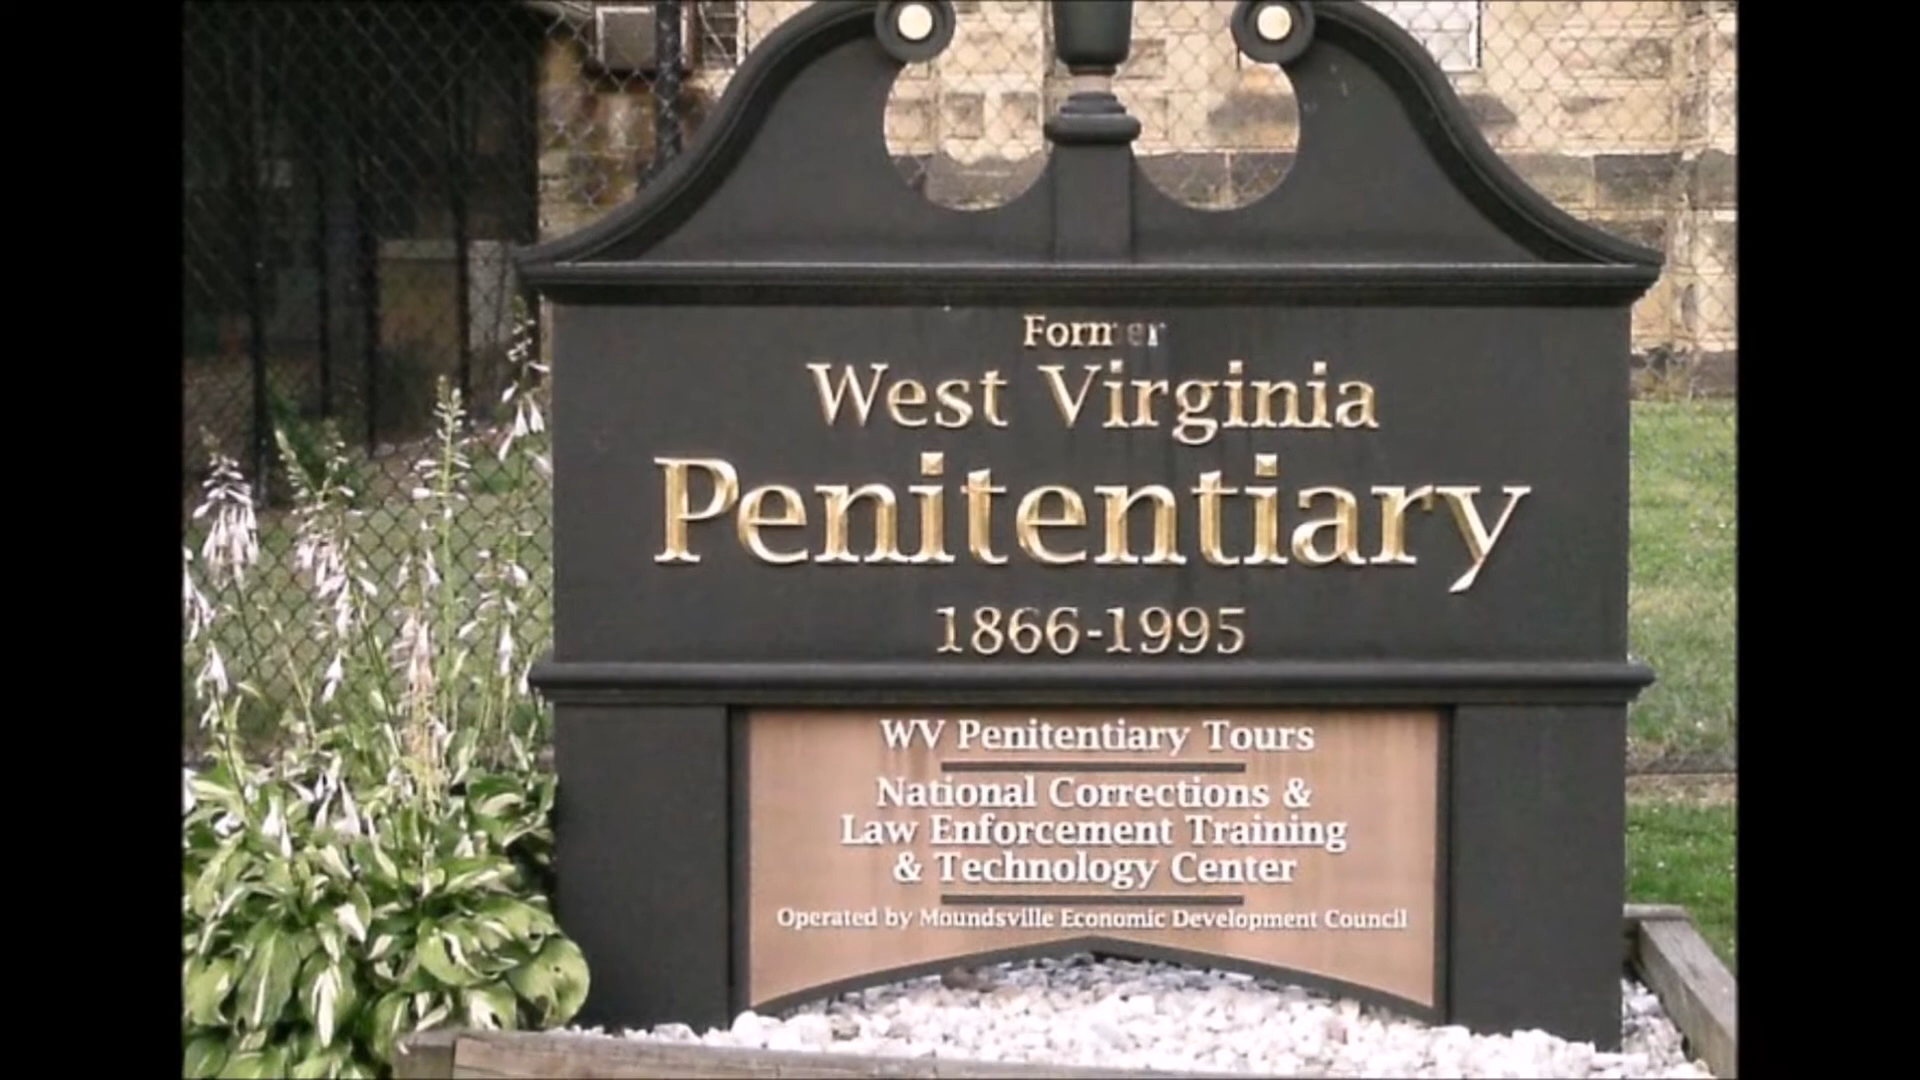 Former
West Virginia
Penitentiary
1866-1995
WV Penitentiary Tours
National Corrections &
Law Enforcement Training
& Technology Center
Operated by Moundsville Economic Development Council